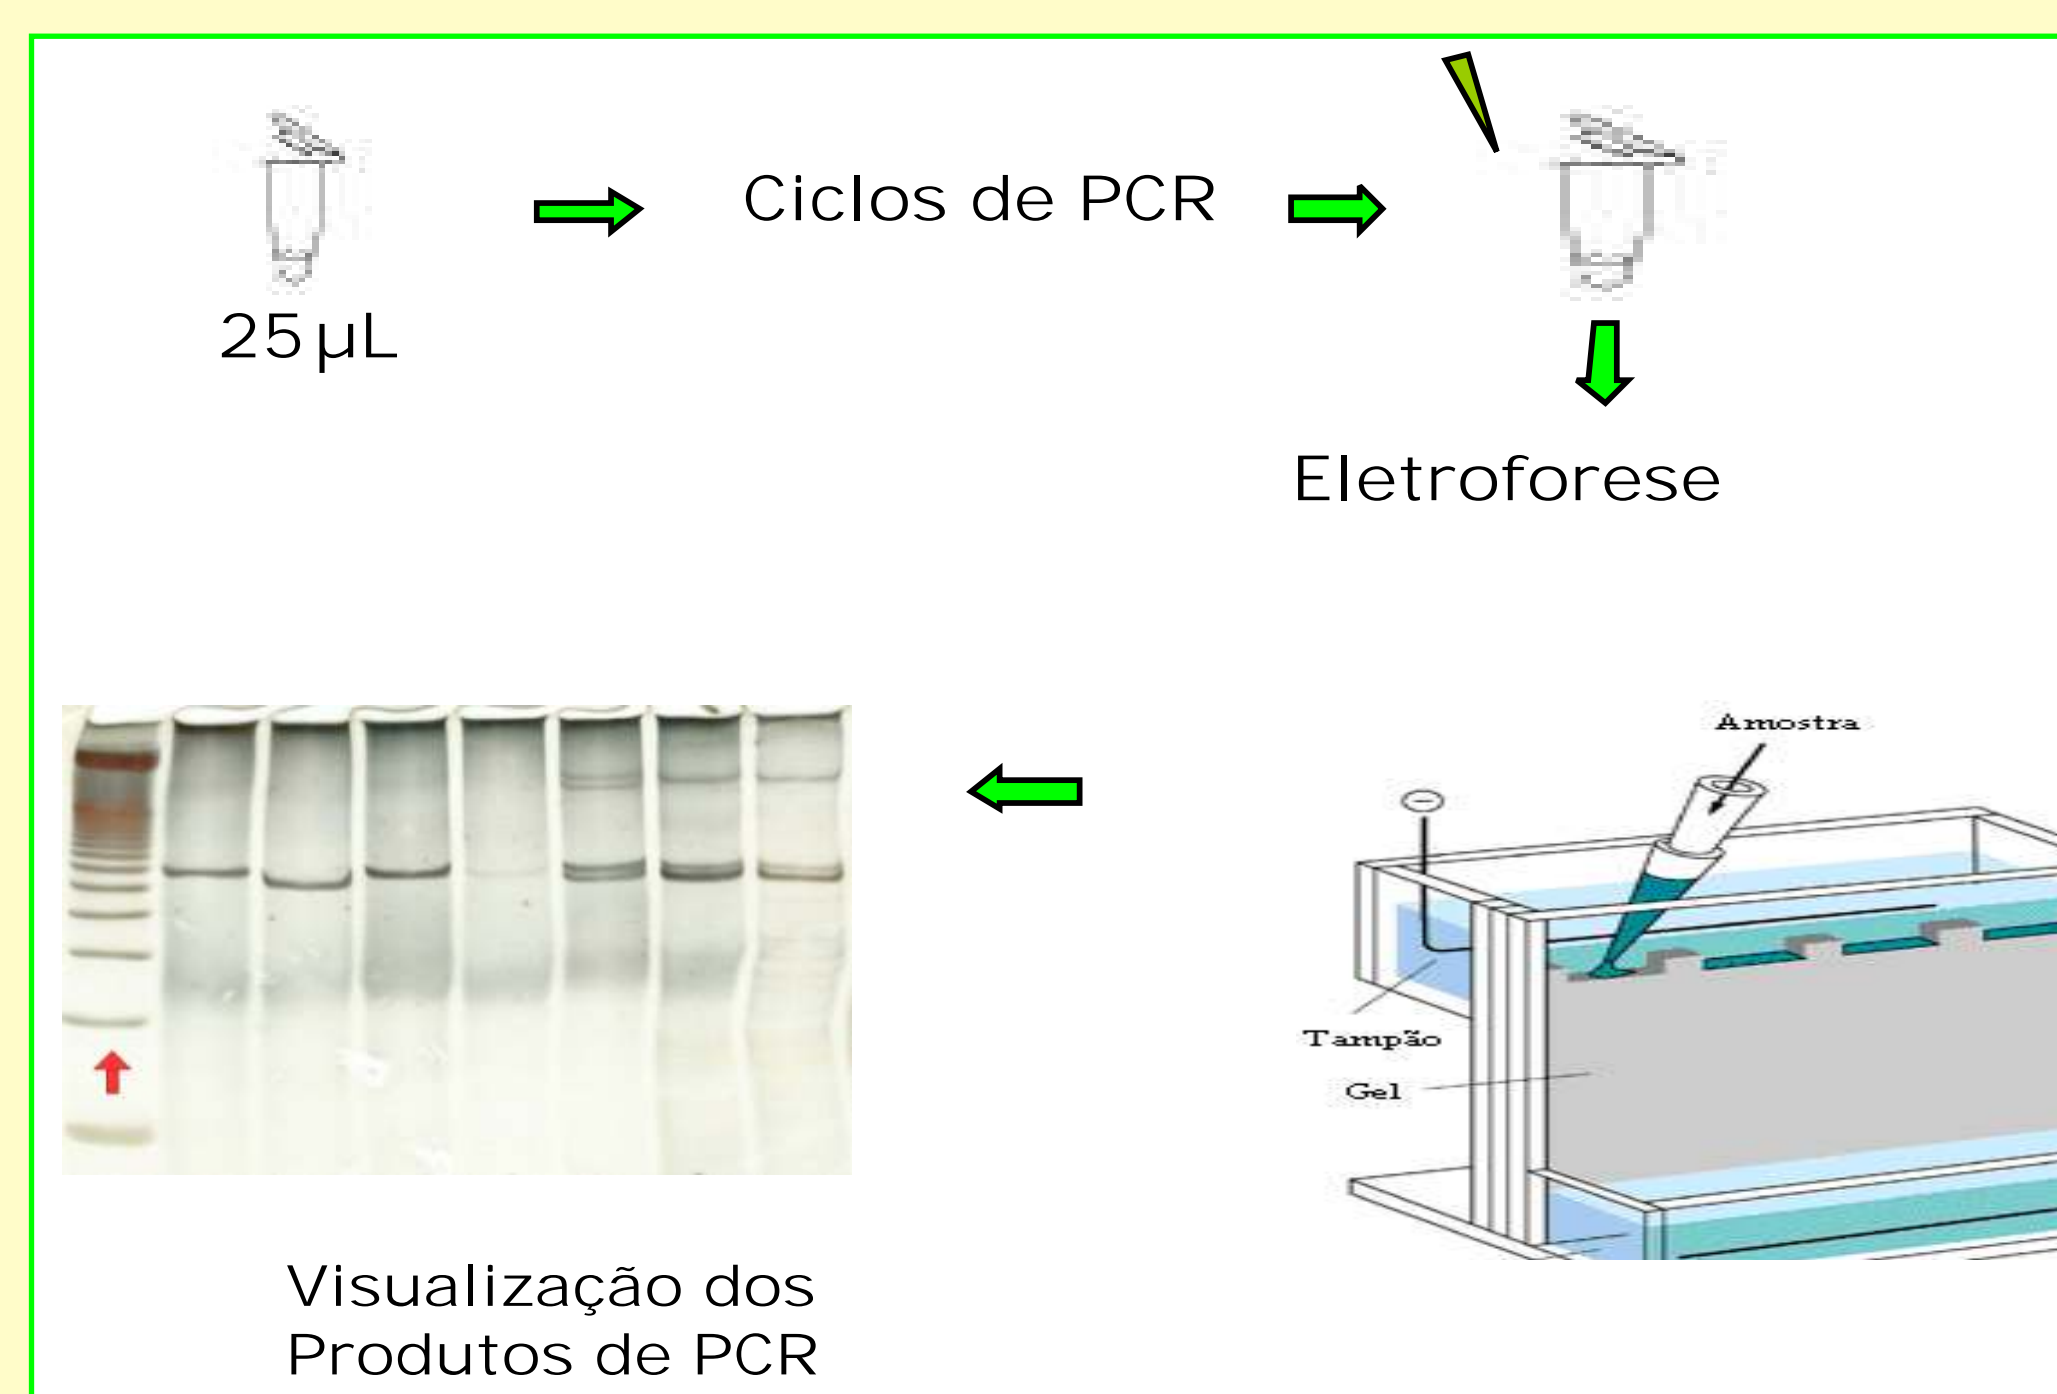 Ciclos de PCR
25 µL
Eletroforese
Amostra
Tampão
Gel
Visualização dos
Produtos de PCR